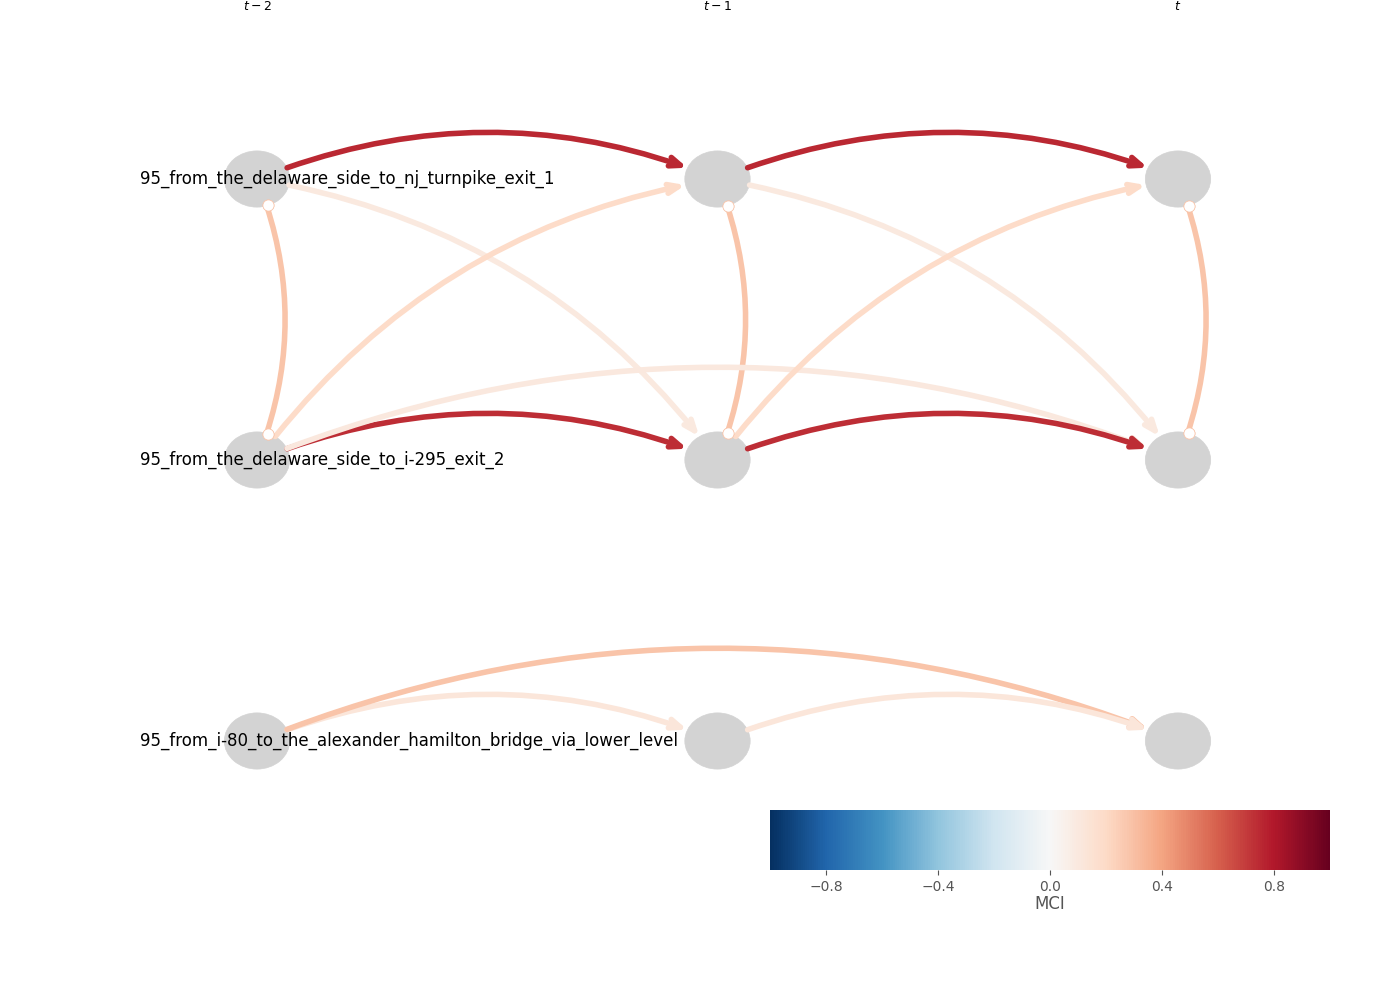 t − 2 t − 1 t
95_from_the_delaware_side_to_nj_turnpike_exit_1
95_from_the_delaware_side_to_i-295_exit_2
95_from_i-80_to_the_alexander_hamilton_bridge_via_lower_level
−0.8 −0.4 0.0 0.4 0.8
MCI